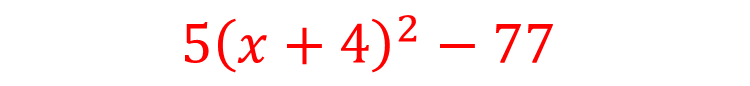 5(x + 4)² − 77